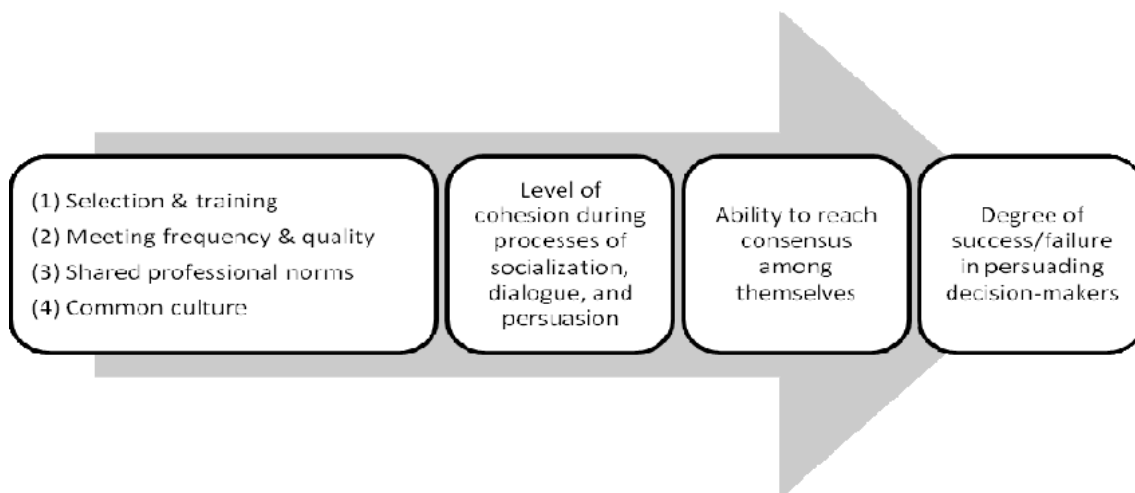 (1) Selection & training
(2) Meeting frequency & quality
(3) Shared professional norms
(4) Common culture
Level of
cohesion during
processes of
socialization,
dialogue, and
persuasion
Ability to reach
consensus
among
themselves
Degree of
success/failure
in persuading
decision-makers